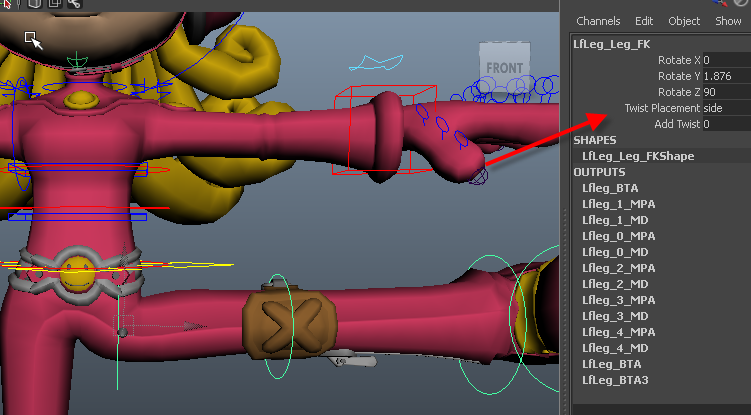 Channels Edit Object Show
LfLeg_Leg_FK
Rotate X 0
Rotate Y 1.876
Rotate Z 90
Twist Placement side
Add Twist 0
SHAPES
LfLeg_Leg_FKShape
OUTPUTS
Lfleg_BTA
Lfleg_1_MPA
Lfleg_1_MD
Lfleg_0_MPA
Lfleg_0_MD
Lfleg_2_MPA
Lfleg_2_MD
Lfleg_3_MPA
Lfleg_3_MD
Lfleg_4_MPA
Lfleg_4_MD
LfLeg_BTA
LfLeg_BTA3
FRONT